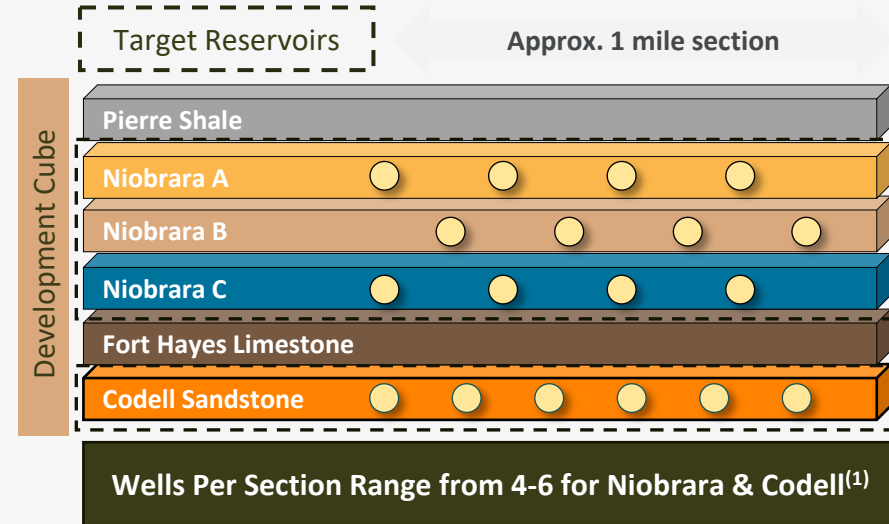 Target Reservoirs
Approx. 1 mile section
Development Cube
Pierre Shale
Niobrara A
Niobrara B
Niobrara C
Fort Hayes Limestone
Codell Sandstone
Wells Per Section Range from 4-6 for Niobrara & Codell(1)